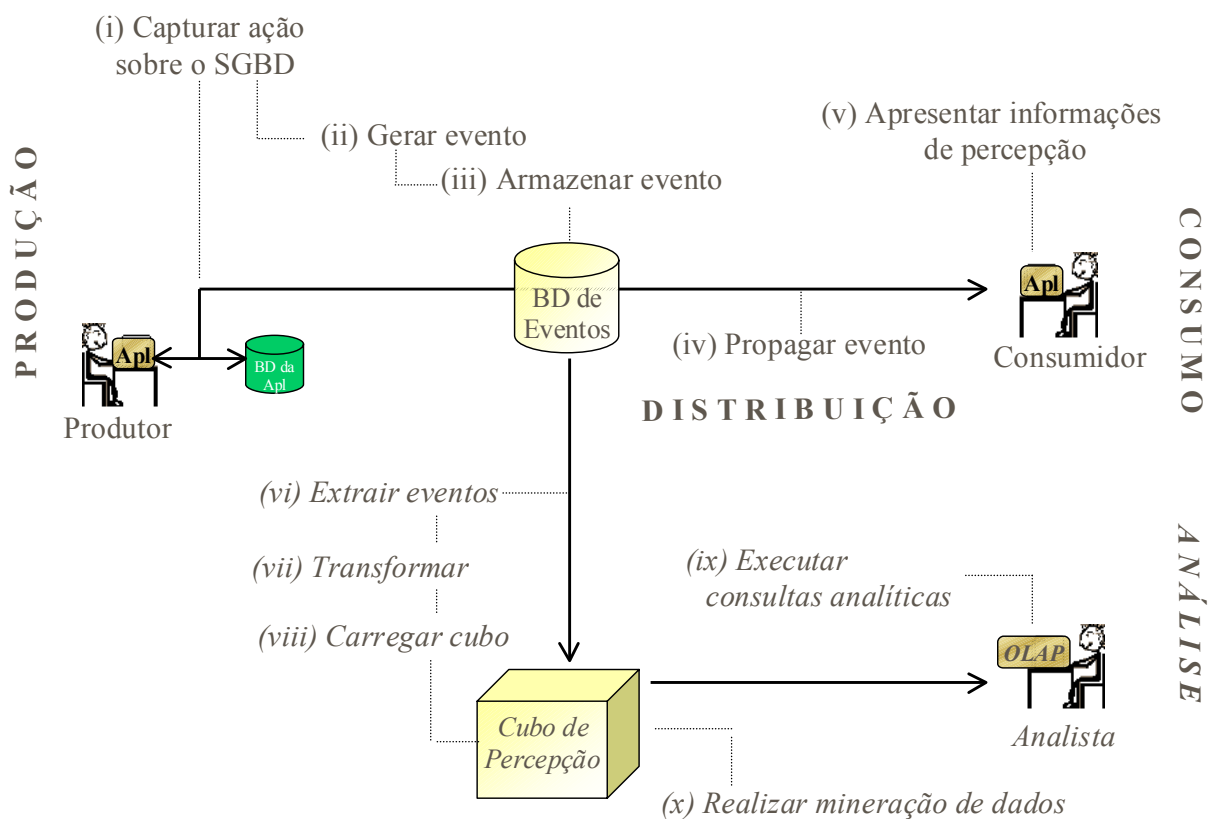 (i) Capturar ação
sobre o SGBD
(ii) Gerar evento
(iii) Armazenar evento
(v) Apresentar informações
de percepção
PRODUÇÃO
CONSUMO
BD de
Eventos
Apl
BD da
Apl
Produtor
(iv) Propagar evento
Apl
Consumidor
DISTRIBUIÇÃO
(vi) Extrair eventos
(vii) Transformar
(viii) Carregar cubo
(ix) Executar
consultas analíticas
ANÁLISE
OLAP
Analista
Cubo de
Percepção
(x) Realizar mineração de dados